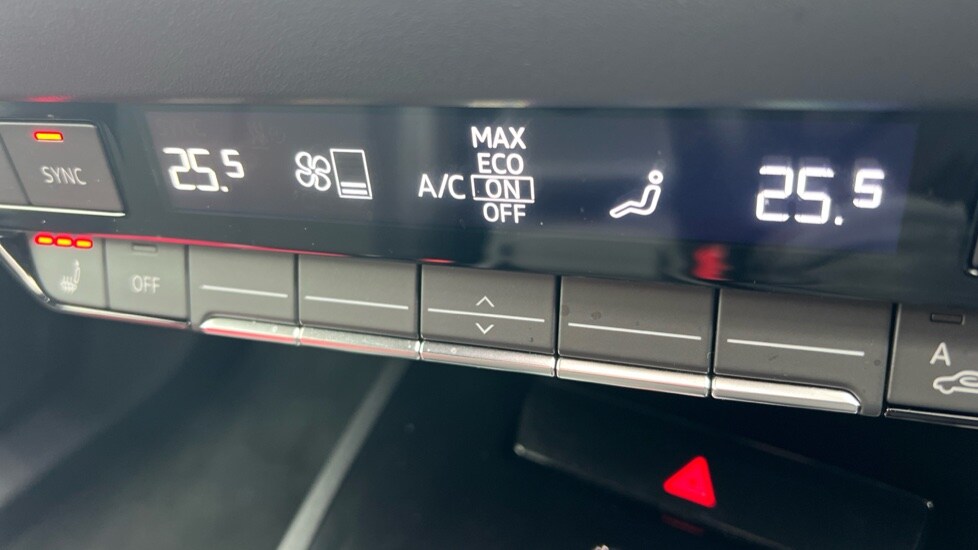 SYNC
25.5
MAX
ECO
A/C ON
OFF
25.5
OFF
A